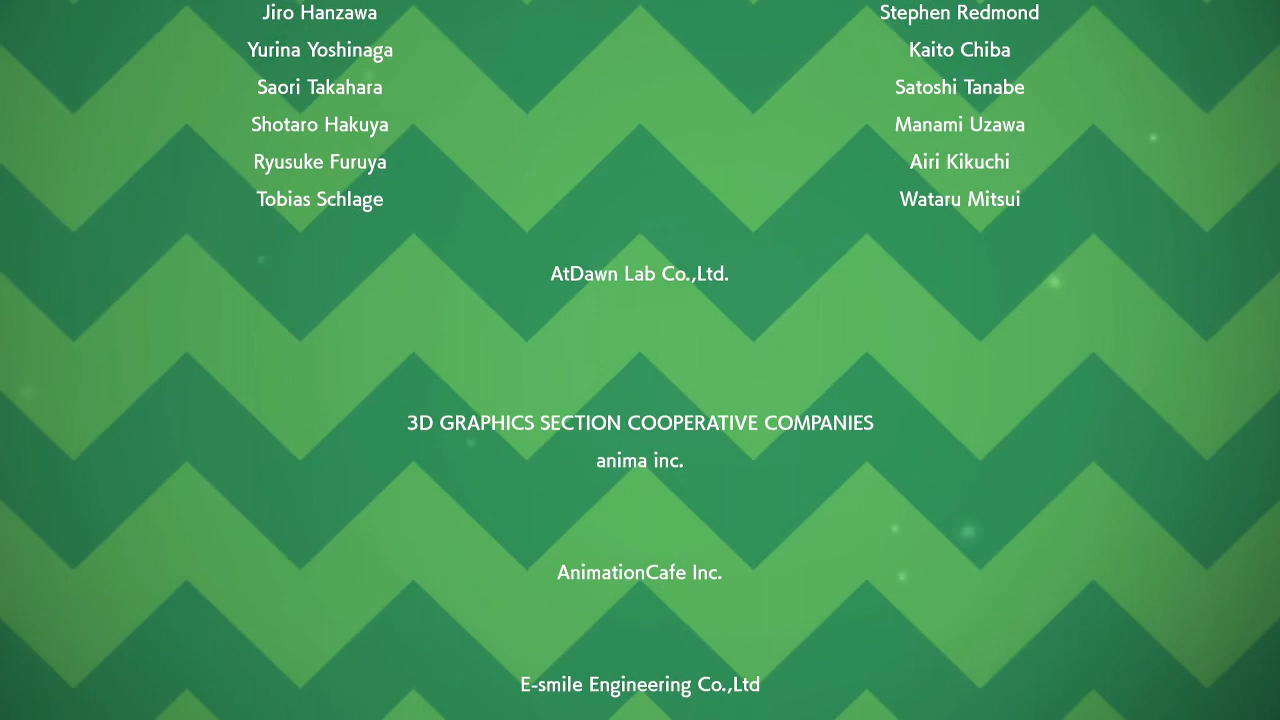 Jiro Hanzawa Stephen Redmond
Yurina Yoshinaga Kaito Chiba
Saori Takahara Satoshi Tanabe
Shotaro Hakuya Manami Uzawa
Ryusuke Furuya Airi Kikuchi
Tobias Schlage Wataru Mitsui
AtDawn Lab Co.,Ltd.
3D GRAPHICS SECTION COOPERATIVE COMPANIES
anima inc.
AnimationCafe Inc.
E-smile Engineering Co.,Ltd